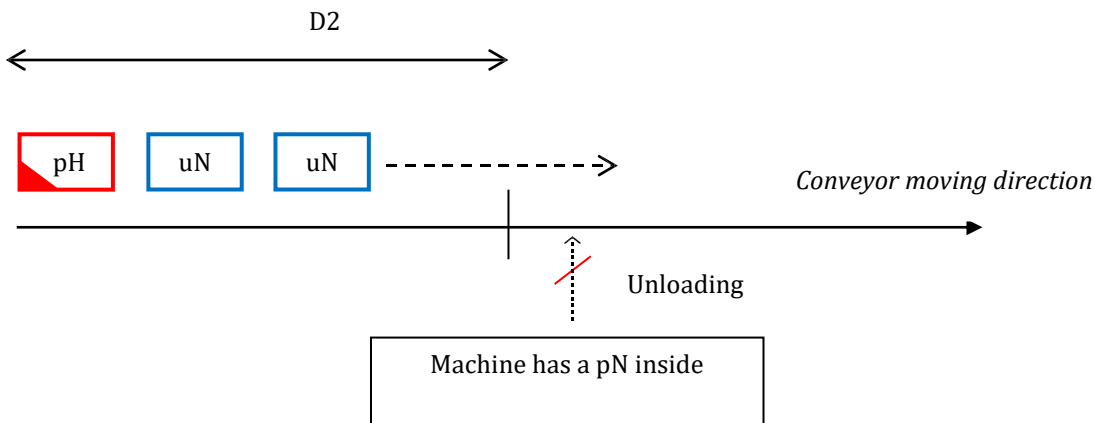 D2
pH uN uN
Conveyor moving direction
Unloading
Machine has a pN inside